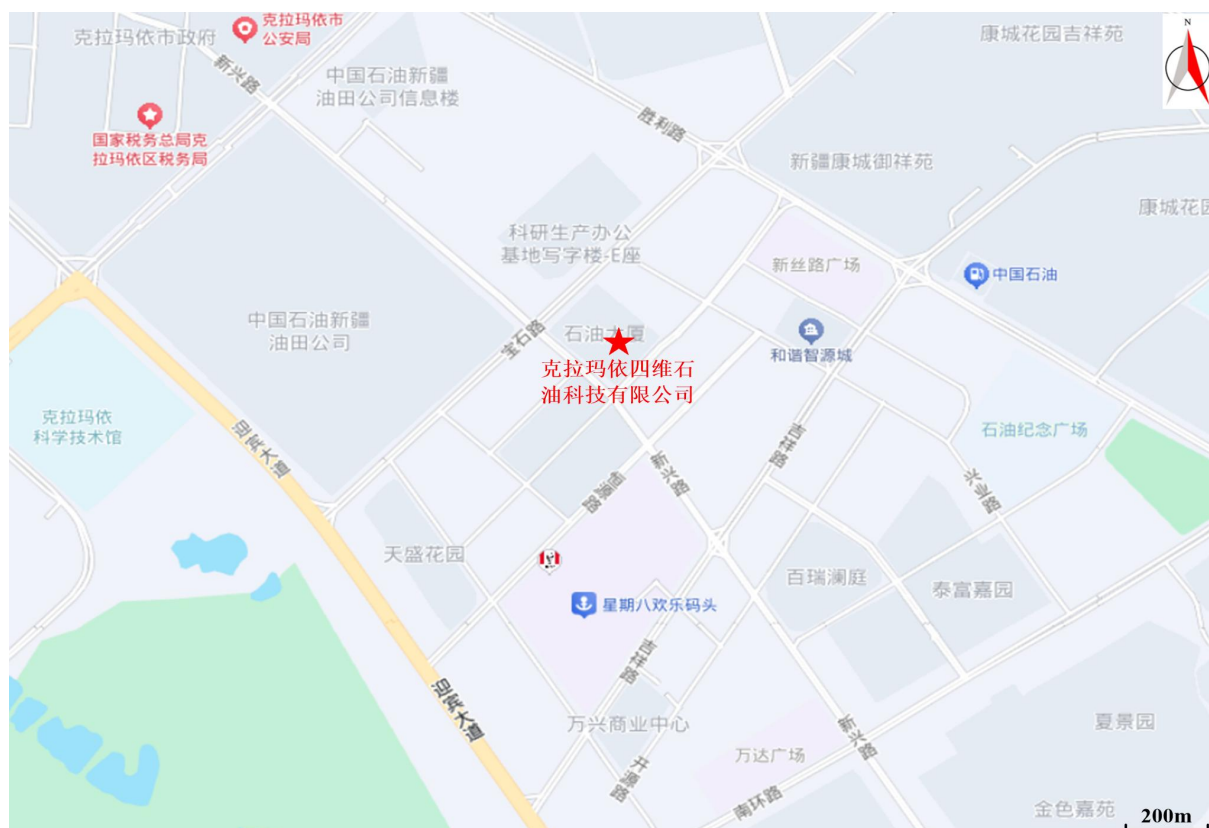 克拉玛依市
公安局
克拉玛依市政府
康城花园吉祥苑
N
新兴路
中国石油新疆
油田公司信息楼
国家税务总局克
拉玛依区税务局
胜利路
新疆康城御祥苑
康城花园
科研生产办公
基地写字楼-E座
新丝路广场
中国石油
中国石油新疆
油田公司
宝石路
石油大厦
和谐智源城
克拉玛依四维石
油科技有限公司
克拉玛依
科学技术馆
迎宾大道
吉祥路
石油纪念广场
新兴路
兴业路
天盛花园
百瑞澜庭
泰富嘉园
星期八欢乐码头
吉祥路
迎宾大道
万兴商业中心
新兴路
夏景园
万达广场
开源路
南环路
金色嘉苑
200m